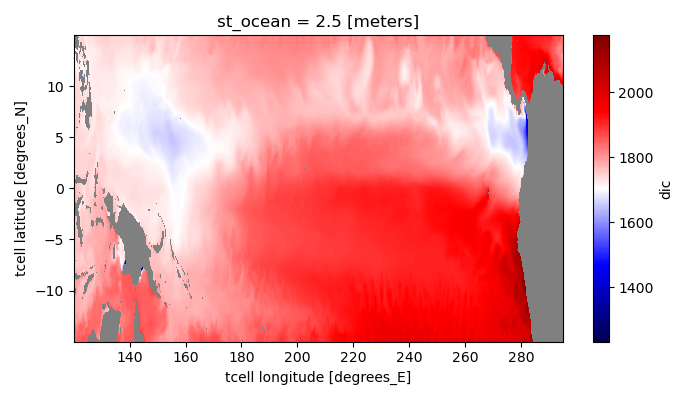 st_ocean = 2.5 [meters]
10
5
0
−5
−10
tcell latitude [degrees_N]
140 160 180 200 220 240 260 280
tcell longitude [degrees_E]
2000
1800
1600
1400
dic